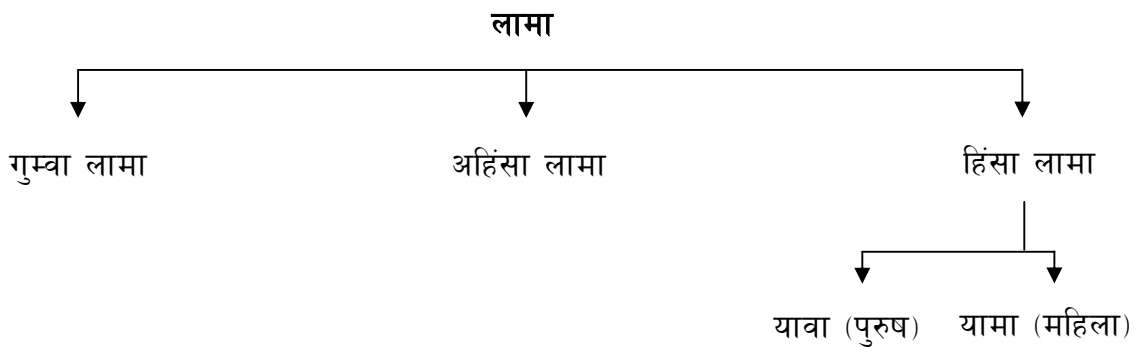 लामा
गुम्वा लामा अहिंसा लामा हिंसा लामा
यावा (पुरुष) यामा (महिला)